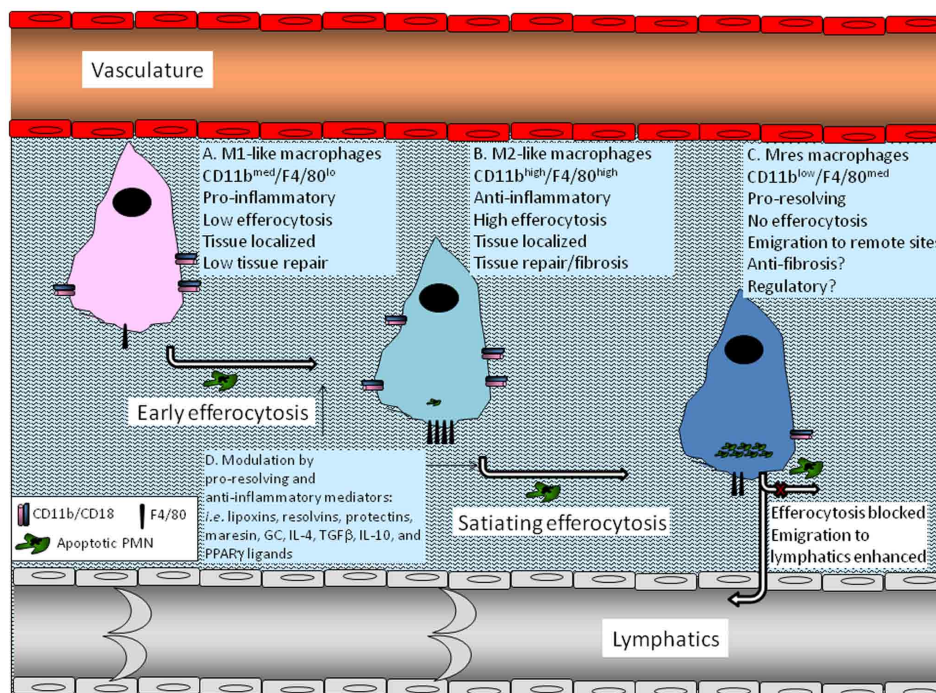 Vasculature
A. M1-like macrophages
CD11b^med/F4/80^lo
Pro-inflammatory
Low efferocytosis
Tissue localized
Low tissue repair
B. M2-like macrophages
CD11b^high/F4/80^high
Anti-inflammatory
High efferocytosis
Tissue localized
Tissue repair/fibrosis
C. Mres macrophages
CD11b^low/F4/80^med
Pro-resolving
No efferocytosis
Emigration to remote sites
Anti-fibrosis?
Regulatory?
Early efferocytosis
D. Modulation by
pro-resolving and
anti-inflammatory mediators:
i.e. lipoxins, resolvins, protectins,
maresin, GC, IL-4, TGFβ, IL-10, and
PPARγ ligands
Satiating efferocytosis
Efferocytosis blocked
Emigration to
lymphatics enhanced
CD11b/CD18
F4/80
Apoptotic PMN
Lymphatics